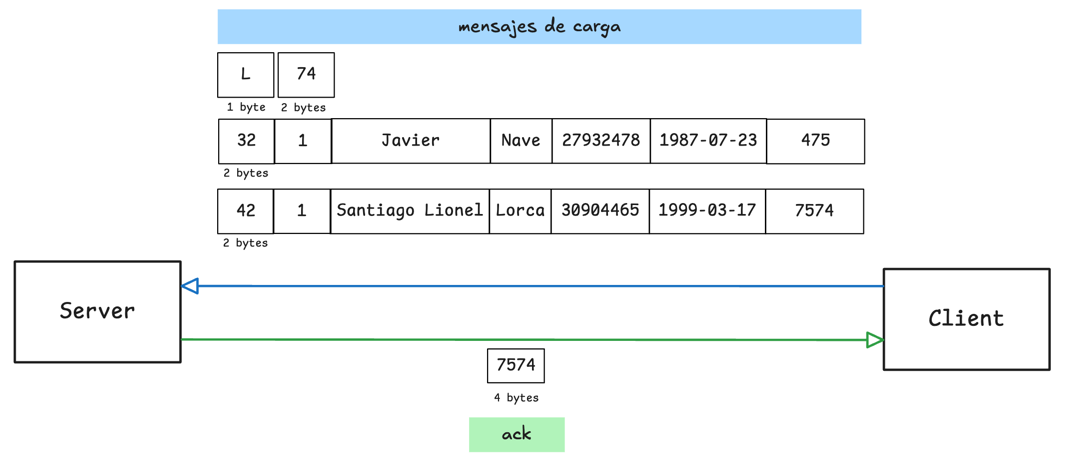 mensajes de carga
L 74
1 byte 2 bytes
32 1 Javier Nave 27932478 1987-07-23 475
2 bytes
42 1 Santiago Lionel Lorca 30904465 1999-03-17 7574
2 bytes
Server
Client
7574
4 bytes
ack